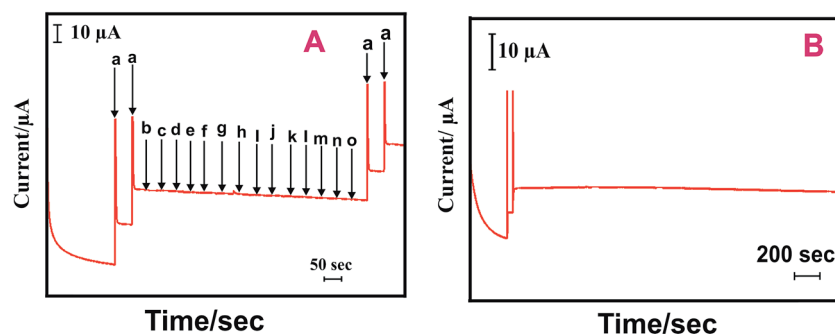 10 µA
A
a a
a a
b c d e f g h l j k l m n o
Current/µA
50 sec
Time/sec
10 µA
B
Current/µA
200 sec
Time/sec